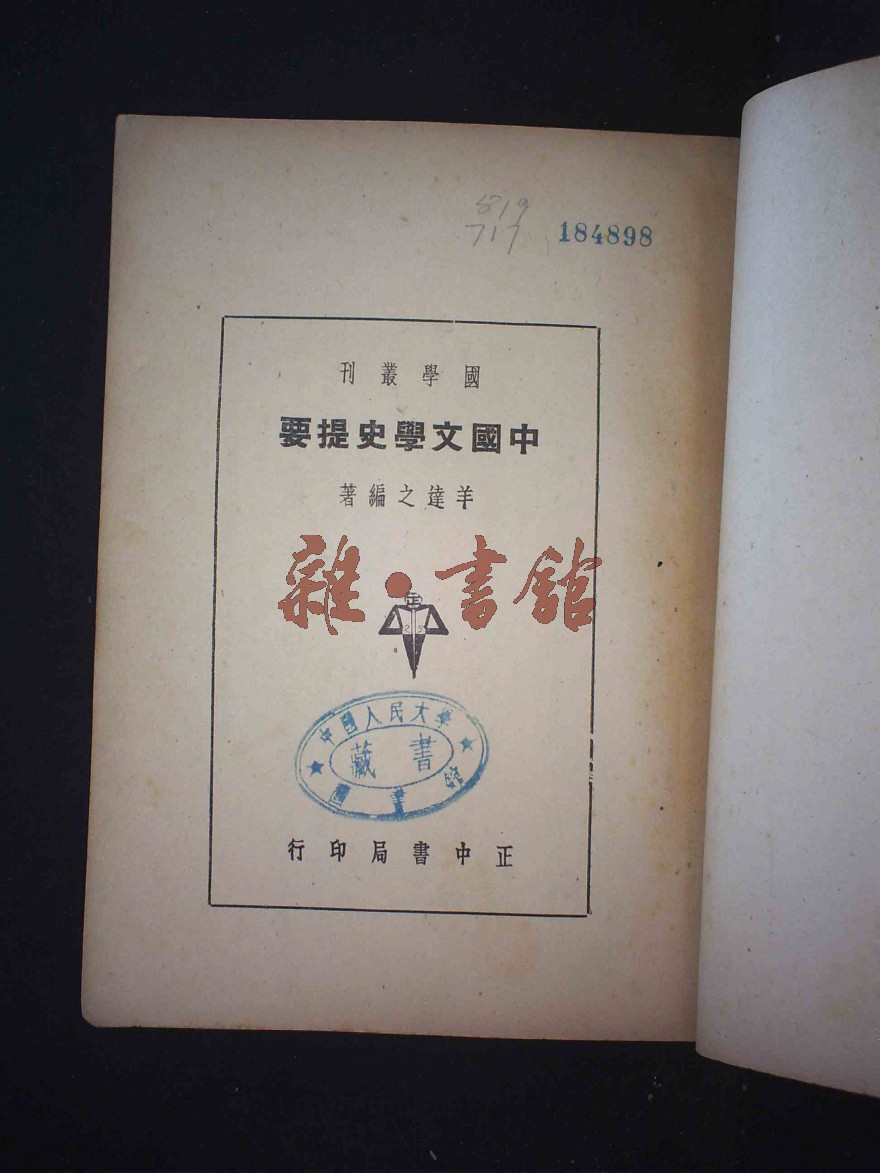 819
717
184898
國學叢刊
中國文學史提要
羊達之編著
雜·書館
正
中國人民大學
藏書
圖書館
正中書局印行